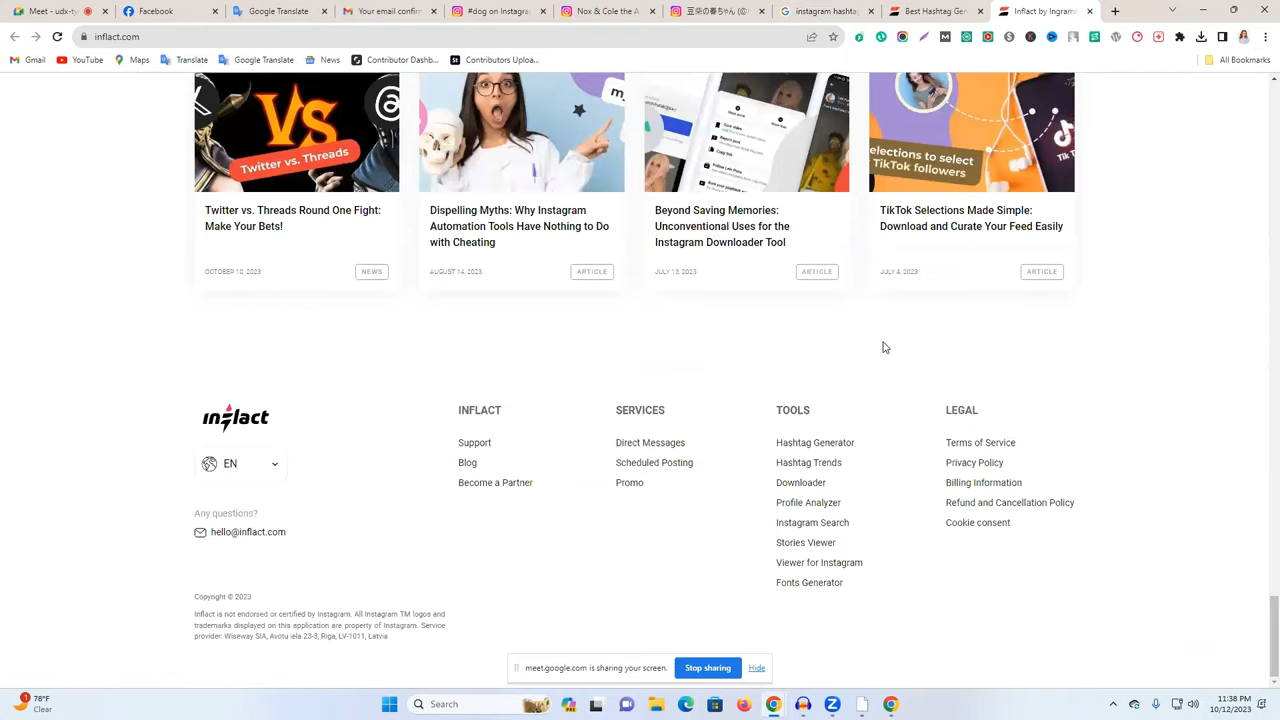 Meet - udx-ty
Facebook
Untitled
Email confirm
#dog on Instagra
Nox & Cole the A
instagram hashta
Best Hashtag Gen
Inflact by Ingram
inflact.com
Gmail
YouTube
Maps
Translate
Google Translate
News
Contributor Dashb...
Contributors Uploa...
All Bookmarks
VS
Twitter vs. Threads
elections to select
TikTok followers
Twitter vs. Threads Round One Fight:
Make Your Bets!
Dispelling Myths: Why Instagram
Automation Tools Have Nothing to Do
with Cheating
Beyond Saving Memories:
Unconventional Uses for the
Instagram Downloader Tool
TikTok Selections Made Simple:
Download and Curate Your Feed Easily
OCTOBER 10, 2023
NEWS
AUGUST 14, 2023
ARTICLE
JULY 13, 2023
ARTICLE
JULY 4, 2023
ARTICLE
inflact
EN
Any questions?
hello@inflact.com
INFLACT
Support
Blog
Become a Partner
SERVICES
Direct Messages
Scheduled Posting
Promo
TOOLS
Hashtag Generator
Hashtag Trends
Downloader
Profile Analyzer
Instagram Search
Stories Viewer
Viewer for Instagram
Fonts Generator
LEGAL
Terms of Service
Privacy Policy
Billing Information
Refund and Cancellation Policy
Cookie consent
Copyright © 2023
Inflact is not endorsed or certified by Instagram. All Instagram TM logos and
trademarks displayed on this application are property of Instagram. Service
provider: Wiseway SIA, Avotu iela 23-3, Riga, LV-1011, Latvia
meet.google.com is sharing your screen.
Stop sharing
Hide
1
78°F
Clear
Search
11:38 PM
10/12/2023